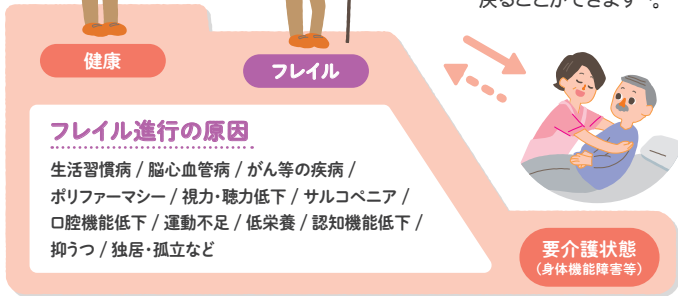 戻ることができます
健康
フレイル
フレイル進行の原因
生活習慣病 / 脳心血管病 / がん等の疾病 /
ポリファーマシー / 視力・聴力低下 / サルコペニア /
口腔機能低下 / 運動不足 / 低栄養 / 認知機能低下 /
抑うつ / 独居・孤立など
要介護状態
（身体機能障害等）